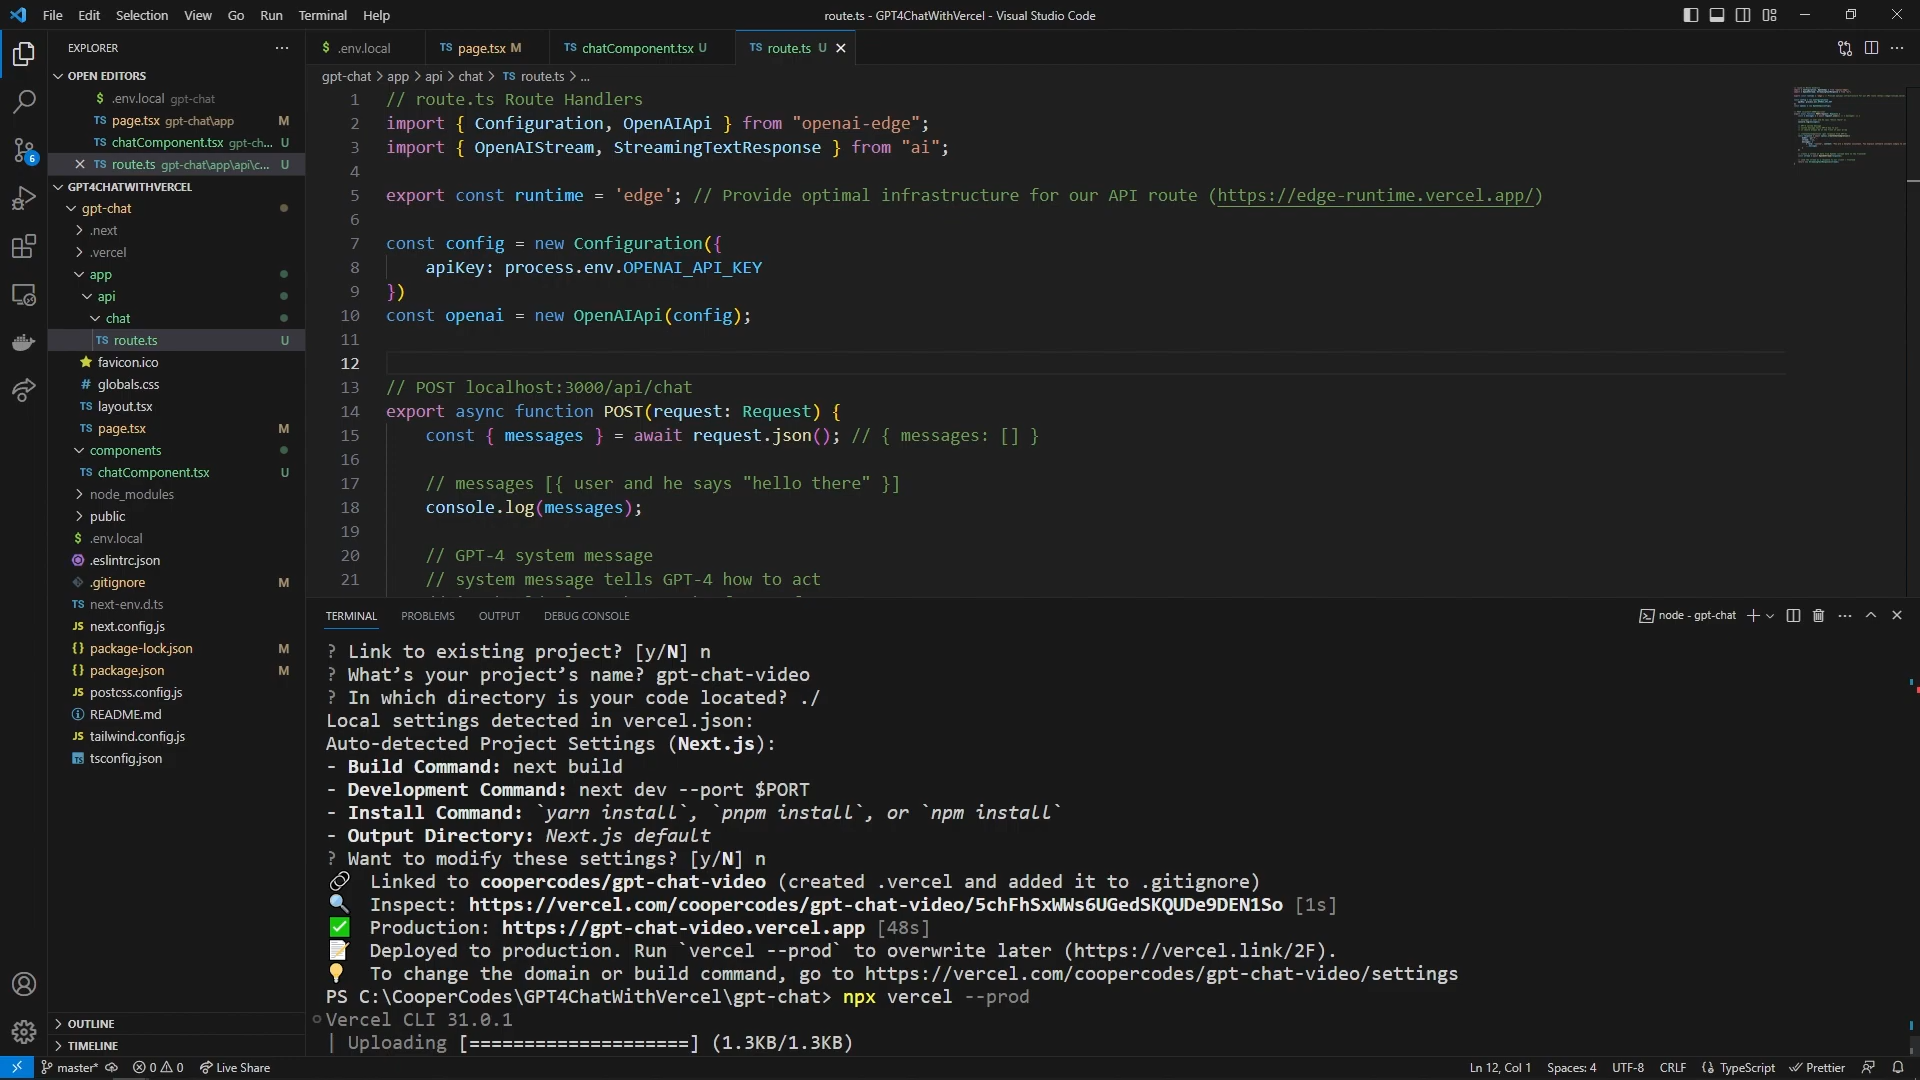 File Edit Selection View Go Run Terminal Help
route.ts - GPT4ChatWithVercel - Visual Studio Code
EXPLORER
OPEN EDITORS
$ .env.local gpt-chat
TS page.tsx gpt-chat\app M
TS chatComponent.tsx gpt-ch... U
TS route.ts gpt-chat\app\api\c... U
GPT4CHATWITHVERCEL
gpt-chat
.next
.vercel
app
api
chat
TS route.ts U
favicon.ico
# globals.css
TS layout.tsx
TS page.tsx M
components
TS chatComponent.tsx U
node_modules
public
$ .env.local
.eslintrc.json
.gitignore M
TS next-env.d.ts
JS next.config.js
{} package-lock.json M
{} package.json M
JS postcss.config.js
README.md
JS tailwind.config.js
tsconfig.json
OUTLINE
TIMELINE
6
$ .env.local
TS page.tsx M
TS chatComponent.tsx U
TS route.ts U
gpt-chat > app > api > chat > TS route.ts > ...
1 // route.ts Route Handlers
2 import { Configuration, OpenAIApi } from "openai-edge";
3 import { OpenAIStream, StreamingTextResponse } from "ai";
4
5 export const runtime = 'edge'; // Provide optimal infrastructure for our API route (https://edge-runtime.vercel.app/)
6
7 const config = new Configuration({
8 apiKey: process.env.OPENAI_API_KEY
9 })
10 const openai = new OpenAIApi(config);
11
12
13 // POST localhost:3000/api/chat
14 export async function POST(request: Request) {
15 const { messages } = await request.json(); // { messages: [] }
16
17 // messages [{ user and he says "hello there" }]
18 console.log(messages);
19
20 // GPT-4 system message
21 // system message tells GPT-4 how to act
TERMINAL PROBLEMS OUTPUT DEBUG CONSOLE
node - gpt-chat
? Link to existing project? [y/N] n
? What’s your project’s name? gpt-chat-video
? In which directory is your code located? ./
Local settings detected in vercel.json:
Auto-detected Project Settings (Next.js):
- Build Command: next build
- Development Command: next dev --port $PORT
- Install Command: `yarn install`, `pnpm install`, or `npm install`
- Output Directory: Next.js default
? Want to modify these settings? [y/N] n
Linked to coopercodes/gpt-chat-video (created .vercel and added it to .gitignore)
Inspect: https://vercel.com/coopercodes/gpt-chat-video/5chFhSxWWs6UGedSKQUDe9DEN1So [1s]
Production: https://gpt-chat-video.vercel.app [48s]
Deployed to production. Run `vercel --prod` to overwrite later (https://vercel.link/2F).
To change the domain or build command, go to https://vercel.com/coopercodes/gpt-chat-video/settings
PS C:\CooperCodes\GPT4ChatWithVercel\gpt-chat> npx vercel --prod
Vercel CLI 31.0.1
| Uploading [====================] (1.3KB/1.3KB)
master* 0 0 Live Share
Ln 12, Col 1 Spaces: 4 UTF-8 CRLF {} TypeScript Prettier